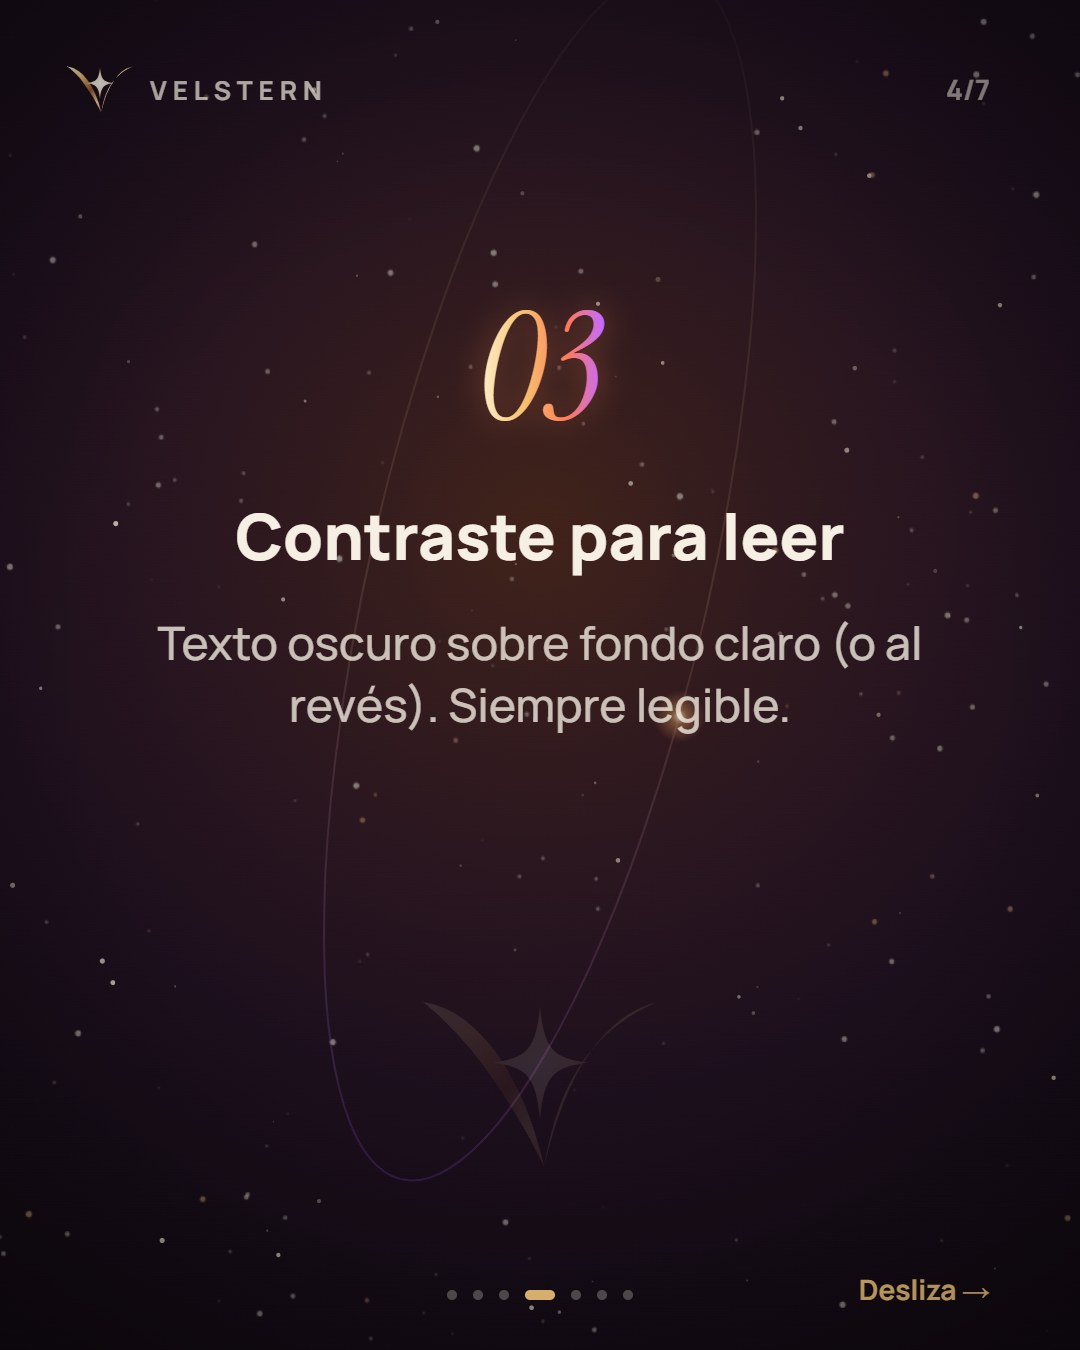 VELSTERN
4/7
03
Contraste para leer
Texto oscuro sobre fondo claro (o al
revés). Siempre legible.
Desliza →